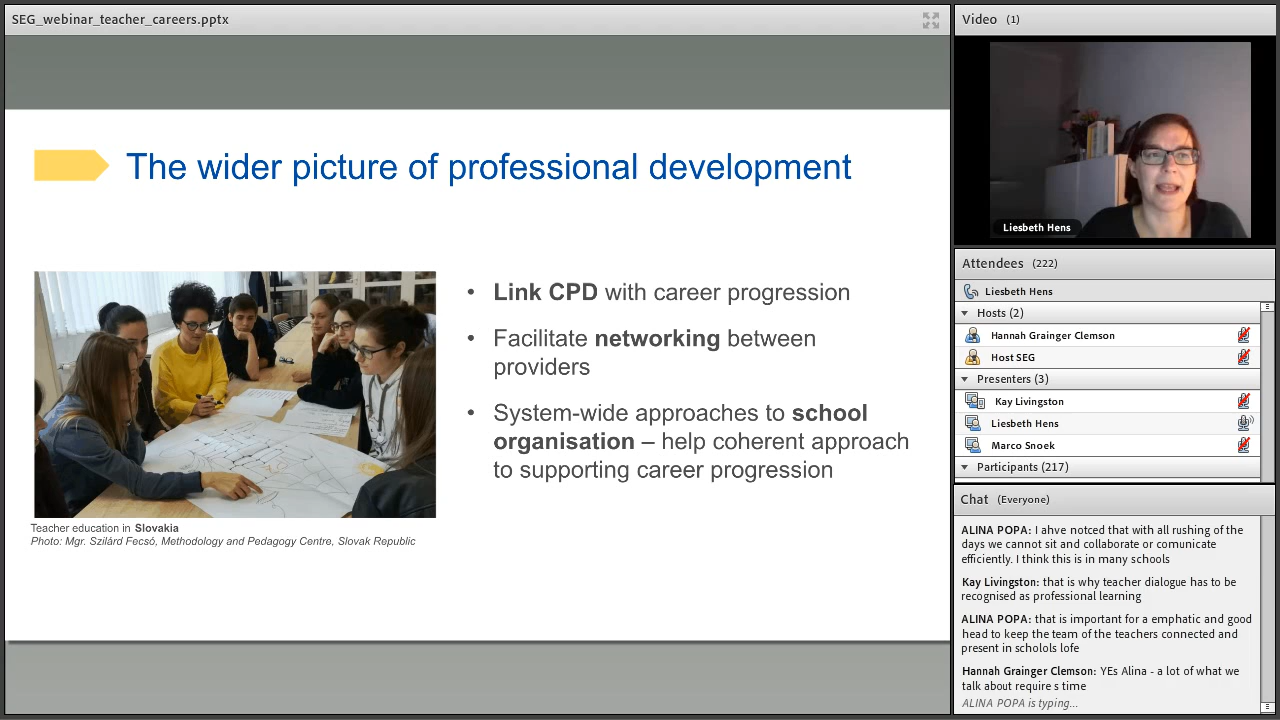 SEG_webinar_teacher_careers.pptx
The wider picture of professional development
• Link CPD with career progression
• Facilitate networking between
providers
• System-wide approaches to school
organisation – help coherent approach
to supporting career progression
Teacher education in Slovakia
Photo: Mgr. Szilárd Fecsó, Methodology and Pedagogy Centre, Slovak Republic
Video (1)
Liesbeth Hens
Attendees (222)
Liesbeth Hens
Hosts (2)
Hannah Grainger Clemson
Host SEG
Presenters (3)
Kay Livingston
Liesbeth Hens
Marco Snoek
Participants (217)
Chat (Everyone)
ALINA POPA: I ahve notced that with all rushing of the
days we cannot sit and collaborate or comunicate
efficiently. I think this is in many schools
Kay Livingston: that is why teacher dialogue has to be
recognised as professional learning
ALINA POPA: that is important for a emphatic and good
head to keep the team of the teachers connected and
present in scholols lofe
Hannah Grainger Clemson: YEs Alina - a lot of what we
talk about require s time
ALINA POPA is typing...